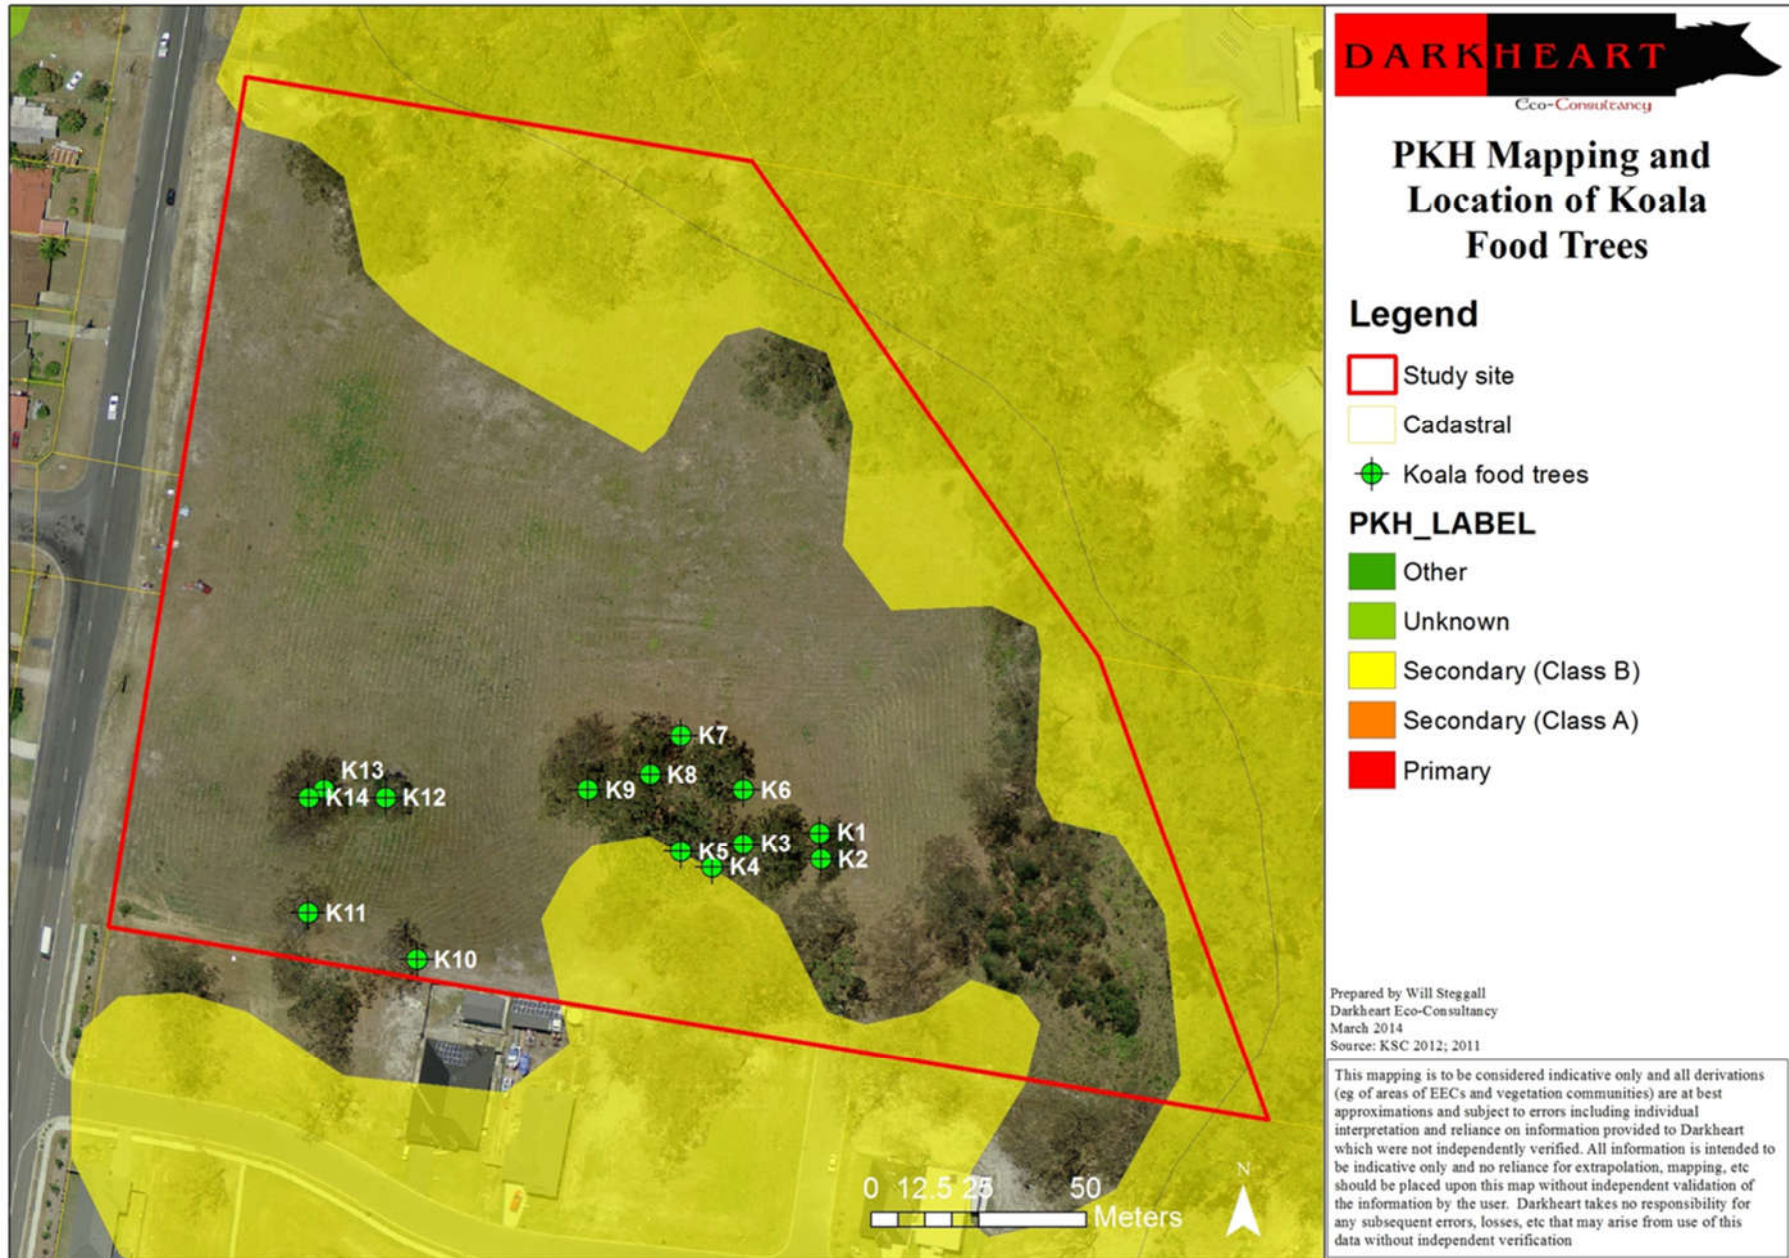 DARKHEART
Eco-Consultancy
PKH Mapping and
Location of Koala
Food Trees
Legend
Study site
Cadastral
Koala food trees
PKH_LABEL
Other
Unknown
Secondary (Class B)
Secondary (Class A)
Primary
K7
K8
K9
K6
K13
K14
K12
K1
K3
K2
K5
K4
K11
K10
N
0 12.5 25 50
Meters
Prepared by Will Steggall
Darkheart Eco-Consultancy
March 2014
Source: KSC 2012; 2011
This mapping is to be considered indicative only and all derivations
(eg of areas of EECs and vegetation communities) are at best
approximations and subject to errors including individual
interpretation and reliance on information provided to Darkheart
which were not independently verified. All information is intended to
be indicative only and no reliance for extrapolation, mapping, etc
should be placed upon this map without independent validation of
the information by the user. Darkheart takes no responsibility for
any subsequent errors, losses, etc that may arise from use of this
data without independent verification